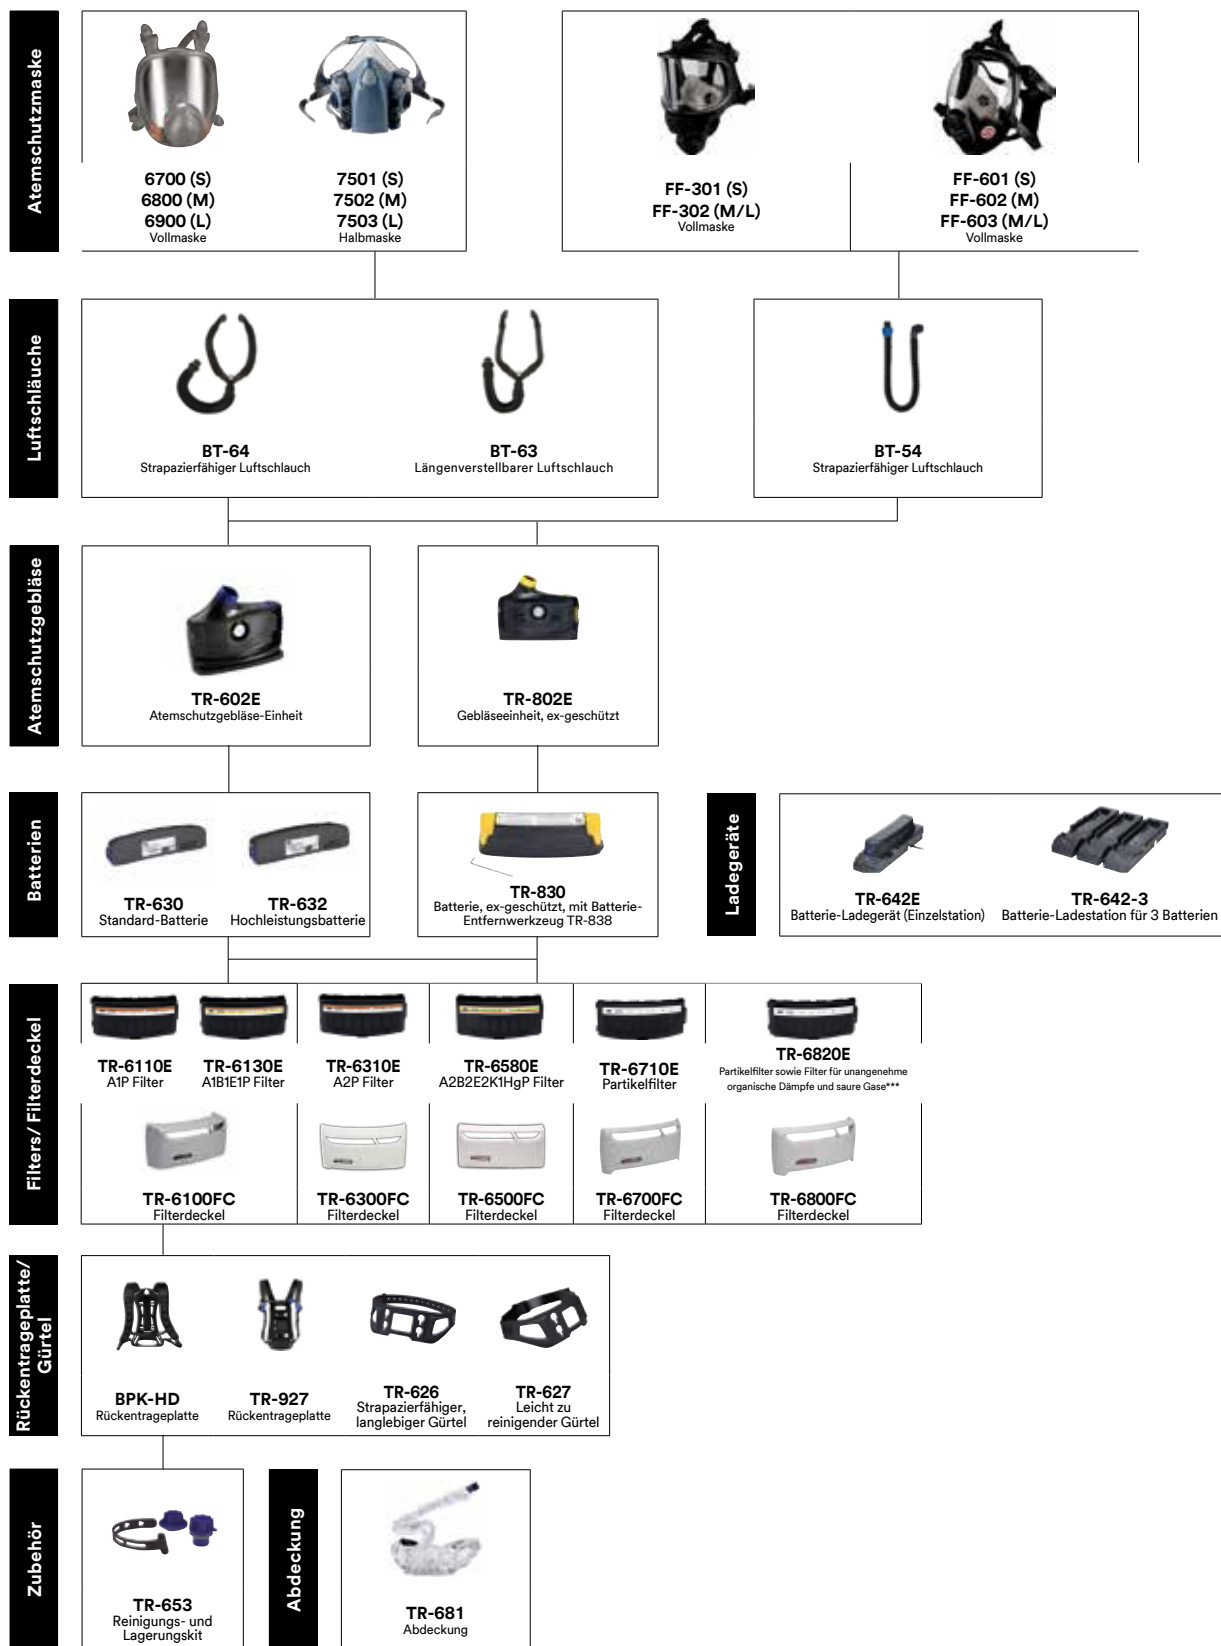 Atemschutzmaske
6700 (S)
6800 (M)
6900 (L)
Vollmaske
7501 (S)
7502 (M)
7503 (L)
Halbmaske
FF-301 (S)
FF-302 (M/L)
Vollmaske
FF-601 (S)
FF-602 (M)
FF-603 (M/L)
Vollmaske
Luftschläuche
BT-64
Strapazierfähiger Luftschlauch
BT-63
Längenverstellbarer Luftschlauch
BT-54
Strapazierfähiger Luftschlauch
Atemschutzgebläse
TR-602E
Atemschutzgebläse-Einheit
TR-802E
Gebläseeinheit, ex-geschützt
Batterien
TR-630
Standard-Batterie
TR-632
Hochleistungsbatterie
TR-830
Batterie, ex-geschützt, mit Batterie-
Entfernwerkzeug TR-838
Ladegeräte
TR-642E
Batterie-Ladegerät (Einzelstation)
TR-642-3
Batterie-Ladestation für 3 Batterien
Filters/ Filterdeckel
TR-6110E
A1P Filter
TR-6130E
A1B1E1P Filter
TR-6310E
A2P Filter
TR-6580E
A2B2E2K1HgP Filter
TR-6710E
Partikelfilter
TR-6820E
Partikelfilter sowie Filter für unangenehme
organische Dämpfe und saure Gase***
TR-6100FC
Filterdeckel
TR-6300FC
Filterdeckel
TR-6500FC
Filterdeckel
TR-6700FC
Filterdeckel
TR-6800FC
Filterdeckel
Rückentrageplatte/
Gürtel
BPK-HD
Rückentrageplatte
TR-927
Rückentrageplatte
TR-626
Strapazierfähiger,
langlebiger Gürtel
TR-627
Leicht zu
reinigender Gürtel
Zubehör
TR-653
Reinigungs- und
Lagerungskit
Abdeckung
TR-681
Abdeckung